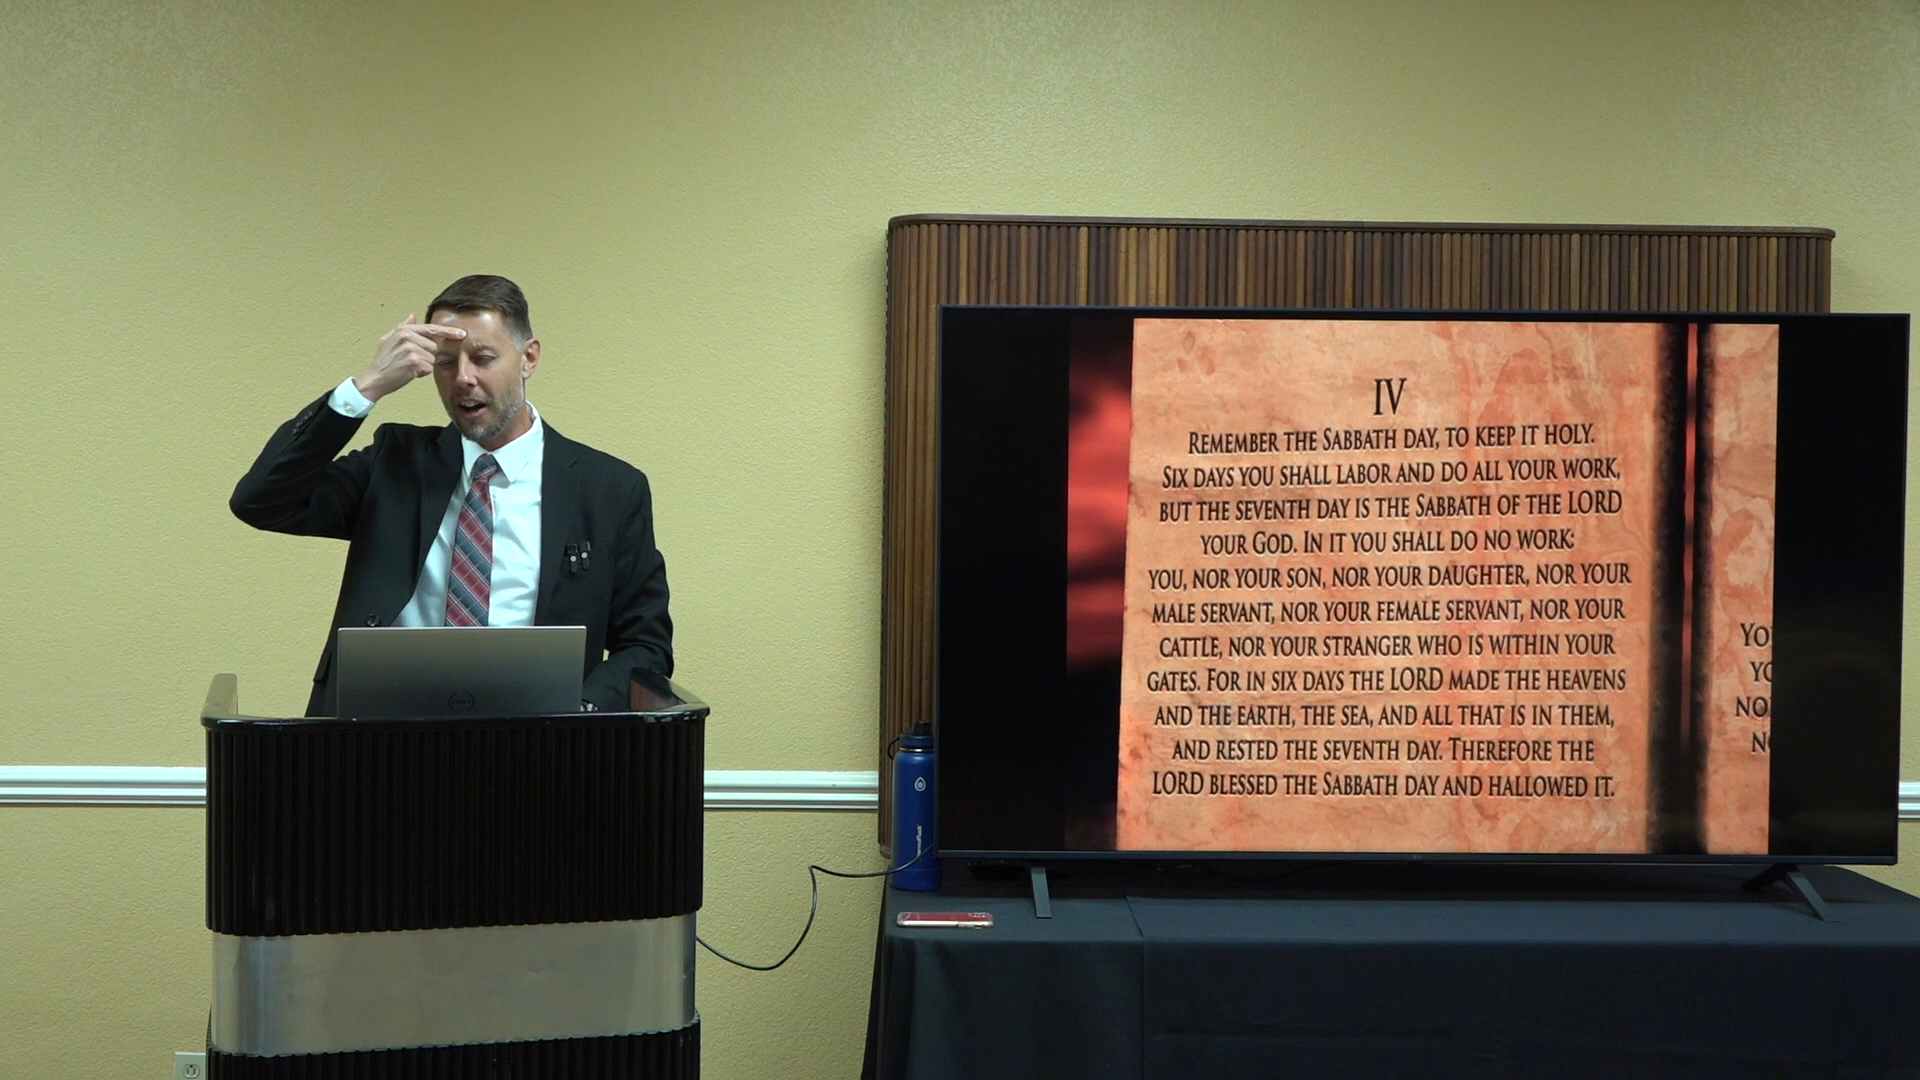 IV
REMEMBER THE SABBATH DAY, TO KEEP IT HOLY.
SIX DAYS YOU SHALL LABOR AND DO ALL YOUR WORK,
BUT THE SEVENTH DAY IS THE SABBATH OF THE LORD
YOUR GOD. IN IT YOU SHALL DO NO WORK:
YOU, NOR YOUR SON, NOR YOUR DAUGHTER, NOR YOUR
MALE SERVANT, NOR YOUR FEMALE SERVANT, NOR YOUR
CATTLE, NOR YOUR STRANGER WHO IS WITHIN YOUR
GATES. FOR IN SIX DAYS THE LORD MADE THE HEAVENS
AND THE EARTH, THE SEA, AND ALL THAT IS IN THEM,
AND RESTED THE SEVENTH DAY. THEREFORE THE
LORD BLESSED THE SABBATH DAY AND HALLOWED IT.
YO
NO